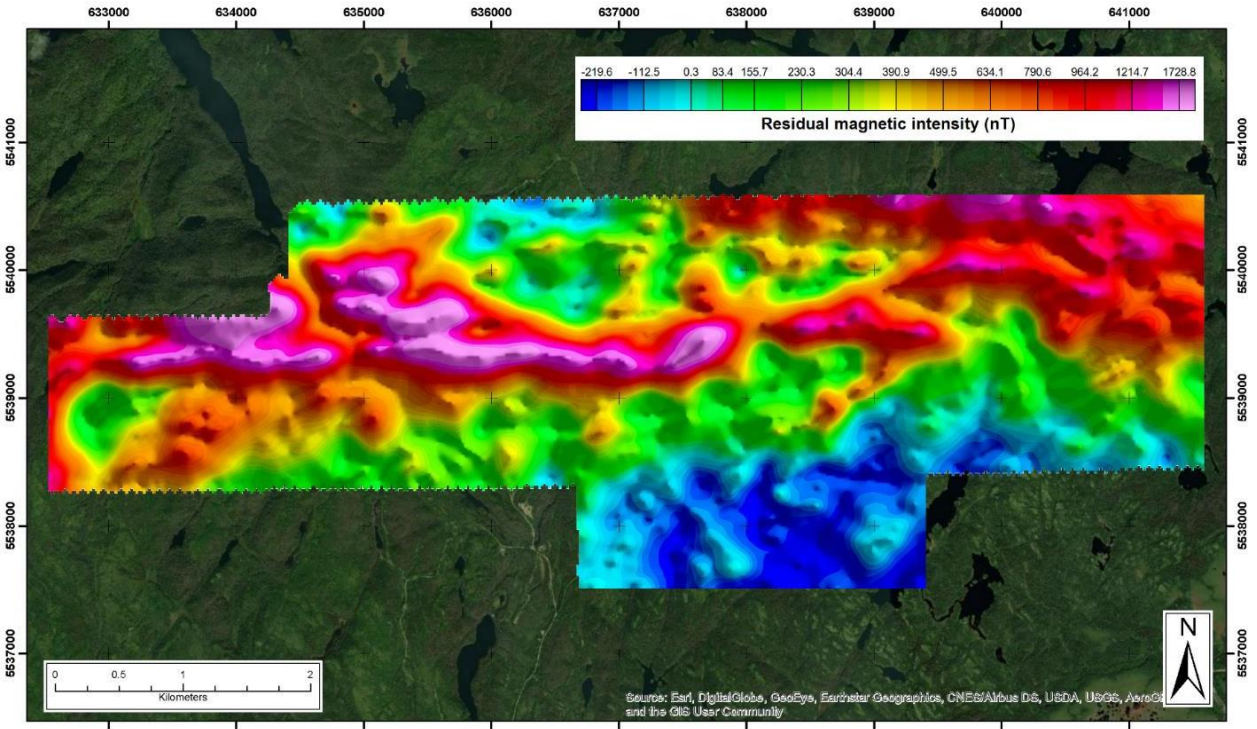 633000 634000 635000 636000 637000 638000 639000 640000 641000
-219.6 -112.5 0.3 83.4 155.7 230.3 304.4 390.9 499.5 634.1 790.6 964.2 1214.7 1728.8
Residual magnetic intensity (nT)
5541000 5541000
5540000 5540000
5539000 5539000
5538000 5538000
5537000 5537000
N
0 0.5 1 2
Kilometers
Source: Esri, DigitalGlobe, GeoEye, Earthstar Geographics, CNES/Airbus DS, USDA, USGS,
and the GIS User Community